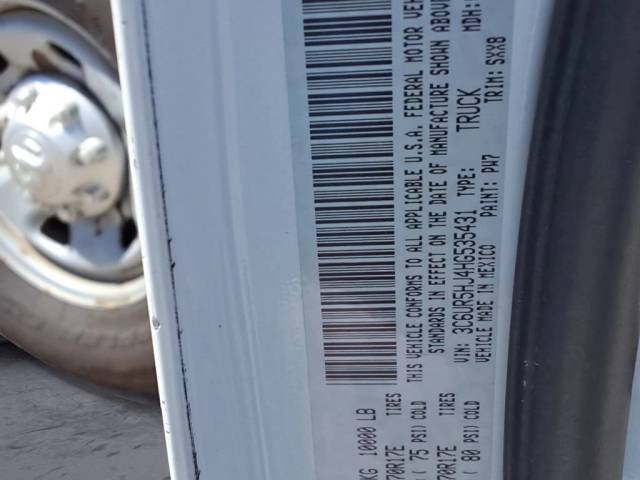 KG 10000 LB
70R17E TIRES
( 75 PSI) COLD
70R17E TIRES
( 80 PSI) COLD
THIS VEHICLE CONFORMS TO ALL APPLICABLE U.S.A. FEDERAL MOTOR VEH
STANDARDS IN EFFECT ON THE DATE OF MANUFACTURE SHOWN ABOVE
VIN: 3C6UR5HJ4HG535431 TYPE: TRUCK MDH:
VEHICLE MADE IN MEXICO PAINT: PW7 TRIM: SXX8